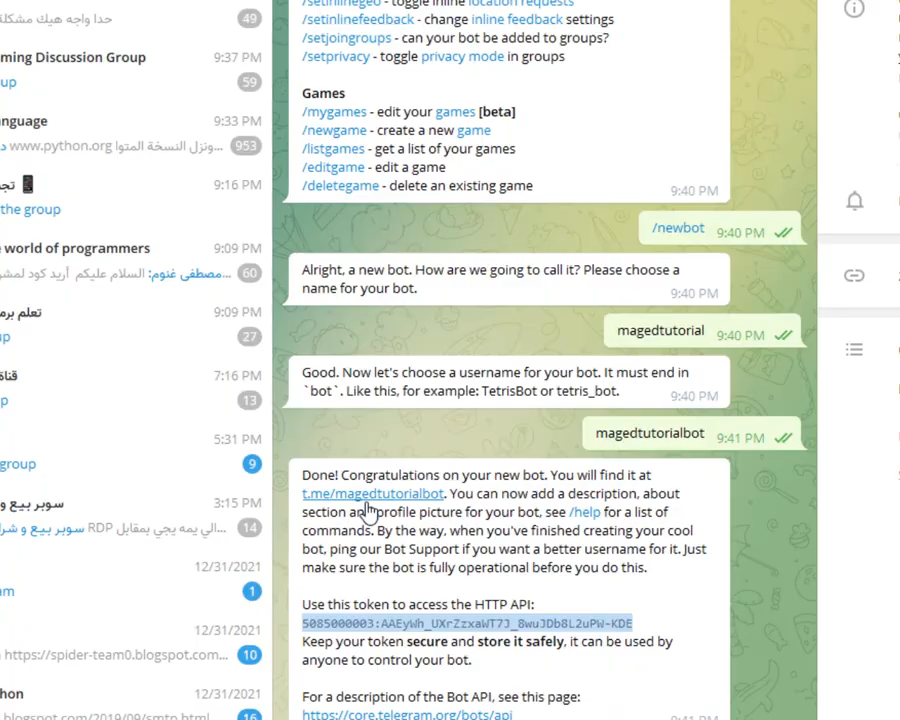 حدا واجه هيك مشكلة
49
ming Discussion Group
9:37 PM
up
59
nguage
9:33 PM
www.python.org ونزل النسخة المتوا...
953
تجم
9:16 PM
the group
e world of programmers
9:09 PM
مصطفى غنوم: السلام عليكم أريد كود لمش...
60
تعلم برم
9:09 PM
p
27
قناة
7:16 PM
p
13
5:31 PM
group
9
سوبر بيع و
3:15 PM
سوبر بيع و شرا RDP الي يمه يجي بمقابل...
14
12/31/2021
am
1
12/31/2021
https://spider-team0.blogspot.com...
10
hon
12/31/2021
blogspot.com/2019/09/smtp.html
16
/setinlinegeo - toggle inline location requests
/setinlinefeedback - change inline feedback settings
/setjoingroups - can your bot be added to groups?
/setprivacy - toggle privacy mode in groups
Games
/mygames - edit your games [beta]
/newgame - create a new game
/listgames - get a list of your games
/editgame - edit a game
/deletegame - delete an existing game
9:40 PM
/newbot
9:40 PM
Alright, a new bot. How are we going to call it? Please choose a
name for your bot.
9:40 PM
magedtutorial
9:40 PM
Good. Now let's choose a username for your bot. It must end in
`bot`. Like this, for example: TetrisBot or tetris_bot.
9:40 PM
magedtutorialbot
9:41 PM
Done! Congratulations on your new bot. You will find it at
t.me/magedtutorialbot. You can now add a description, about
section and profile picture for your bot, see /help for a list of
commands. By the way, when you've finished creating your cool
bot, ping our Bot Support if you want a better username for it. Just
make sure the bot is fully operational before you do this.
Use this token to access the HTTP API:
5085000003:AAEyWh_UXrZzxaWT7J_8wuJDb8L2uPW-KDE
Keep your token secure and store it safely, it can be used by
anyone to control your bot.
For a description of the Bot API, see this page:
https://core.telegram.org/bots/api
9:41 PM